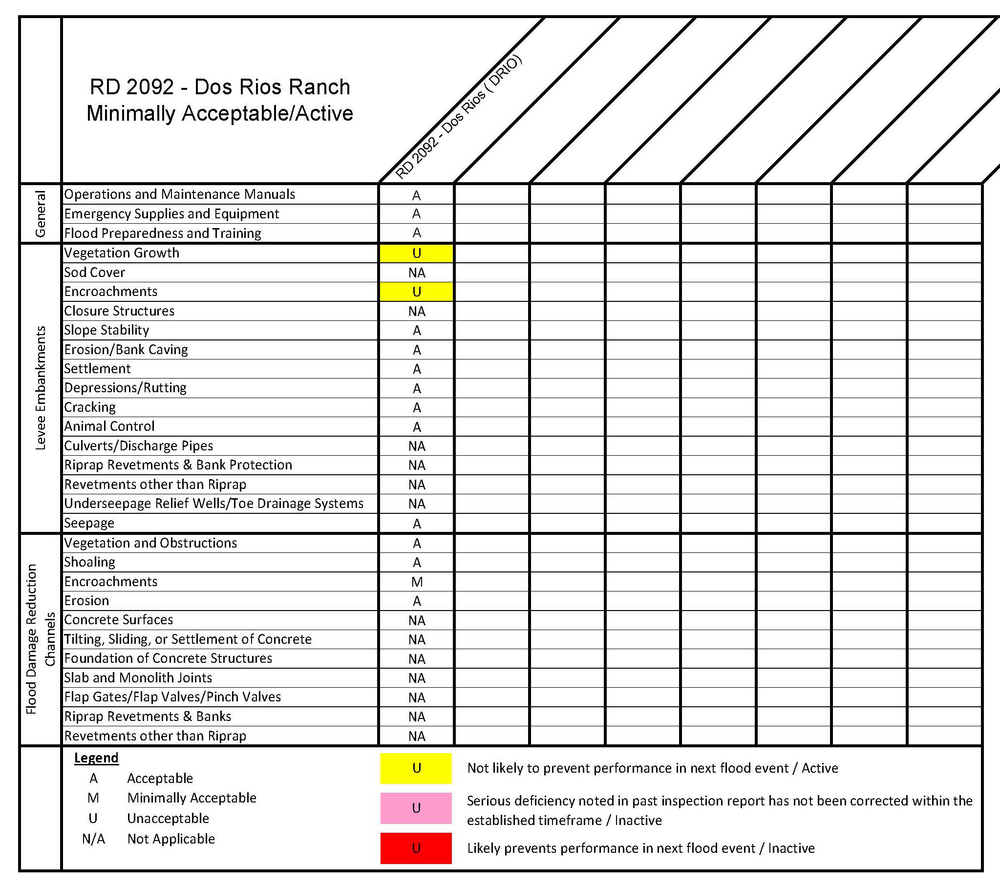 RD 2092 - Dos Rios Ranch
Minimally Acceptable/Active
RD 2092 - Dos Rios ( DRIO)
General
Operations and Maintenance Manuals A
Emergency Supplies and Equipment A
Flood Preparedness and Training A
Levee Embankments
Vegetation Growth U
Sod Cover NA
Encroachments U
Closure Structures NA
Slope Stability A
Erosion/Bank Caving A
Settlement A
Depressions/Rutting A
Cracking A
Animal Control A
Culverts/Discharge Pipes NA
Riprap Revetments & Bank Protection NA
Revetments other than Riprap NA
Underseepage Relief Wells/Toe Drainage Systems NA
Seepage A
Flood Damage Reduction
Channels
Vegetation and Obstructions A
Shoaling A
Encroachments M
Erosion A
Concrete Surfaces NA
Tilting, Sliding, or Settlement of Concrete NA
Foundation of Concrete Structures NA
Slab and Monolith Joints NA
Flap Gates/Flap Valves/Pinch Valves NA
Riprap Revetments & Banks NA
Revetments other than Riprap NA
Legend
A Acceptable
M Minimally Acceptable
U Unacceptable
N/A Not Applicable
U Not likely to prevent performance in next flood event / Active
U Serious deficiency noted in past inspection report has not been corrected within the
established timeframe / Inactive
U Likely prevents performance in next flood event / Inactive